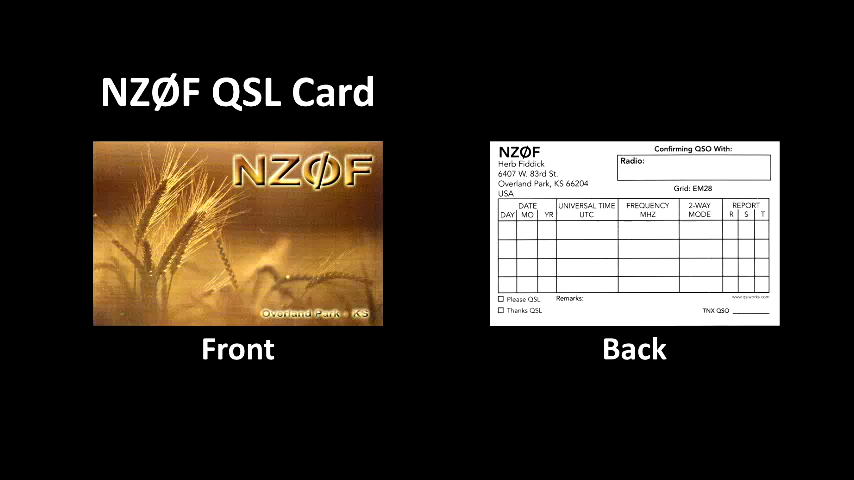 NZØF QSL Card
NZØF
Overland Park - KS
Front
NZØF
Herb Fiddick
6407 W. 83rd St.
Overland Park, KS 66204
USA
Confirming QSO With:
Radio:
Grid: EM28
DATE UNIVERSAL TIME FREQUENCY 2-WAY REPORT
DAY MO YR UTC MHZ MODE R S T
Please QSL Remarks:
Thanks QSL
TNX QSO
Back